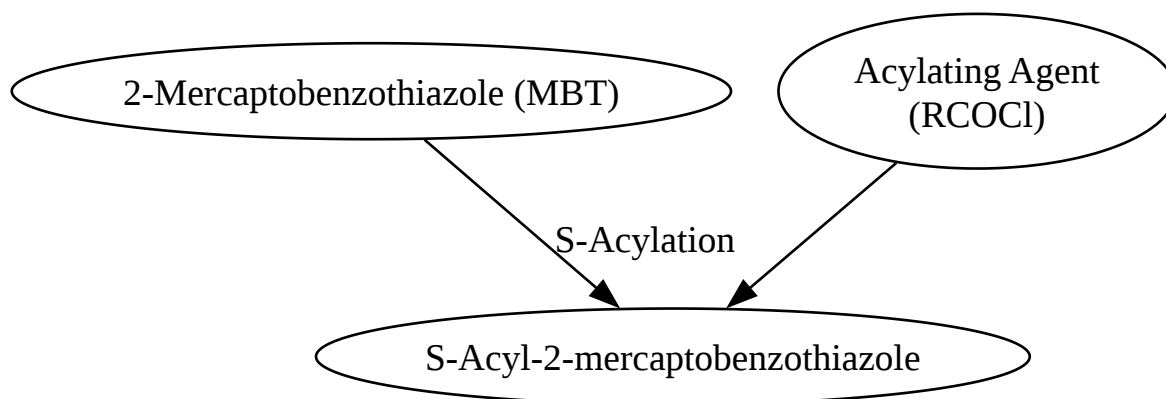 2-Mercaptobenzothiazole (MBT)
Acylating Agent
(RCOCl)
S-Acylation
S-Acyl-2-mercaptobenzothiazole